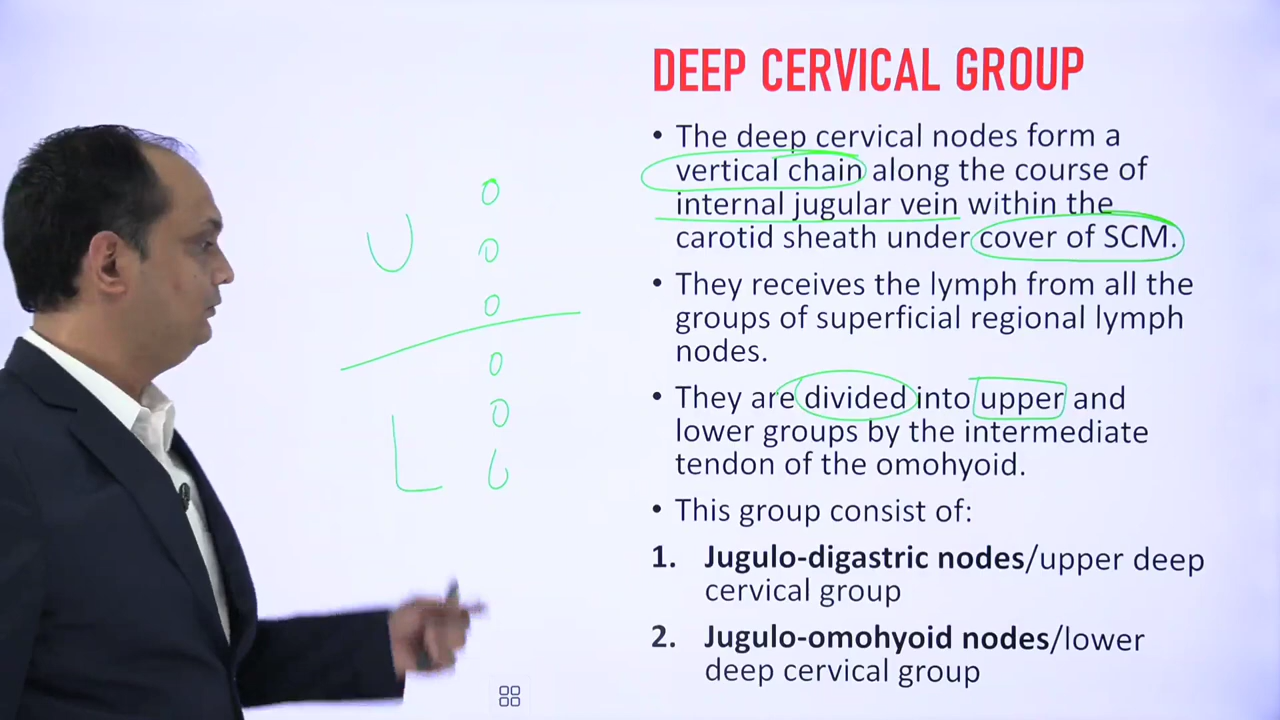 DEEP CERVICAL GROUP
• The deep cervical nodes form a
vertical chain along the course of
internal jugular vein within the
carotid sheath under cover of SCM.
• They receives the lymph from all the
groups of superficial regional lymph
nodes.
• They are divided into upper and
lower groups by the intermediate
tendon of the omohyoid.
• This group consist of:
1. Jugulo-digastric nodes/upper deep
cervical group
2. Jugulo-omohyoid nodes/lower
deep cervical group
U
L